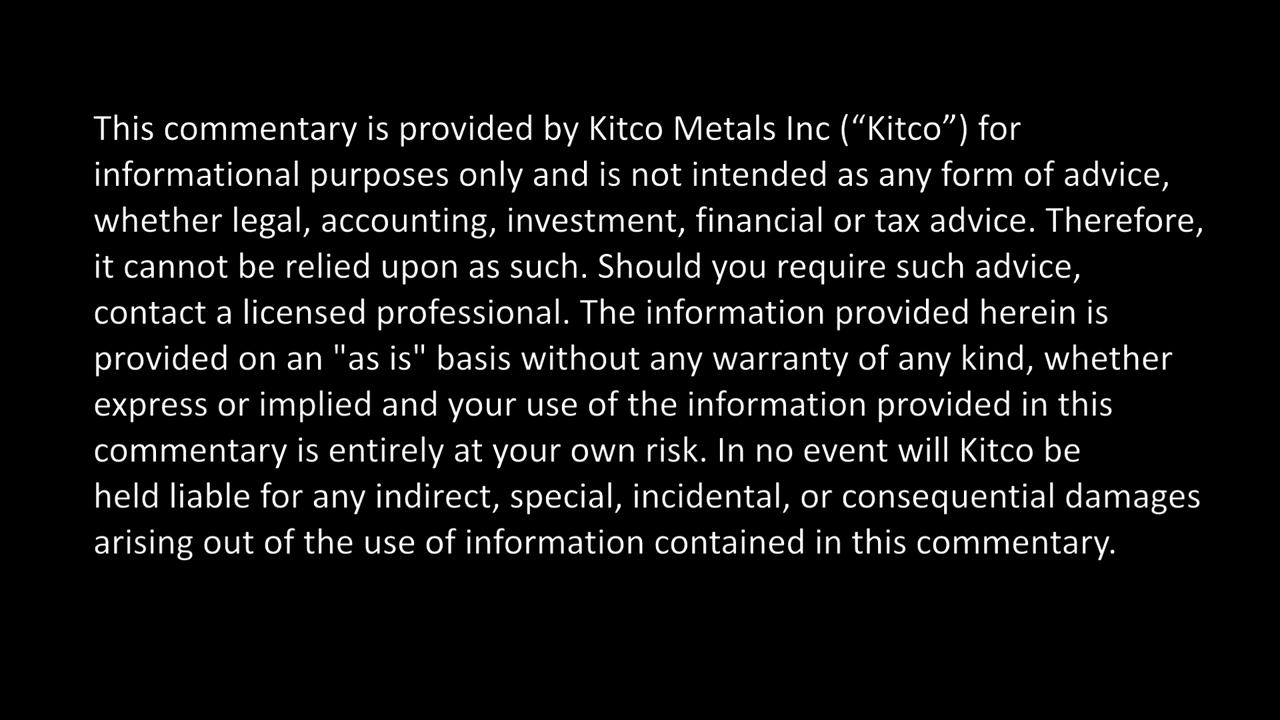 This commentary is provided by Kitco Metals Inc (“Kitco”) for
informational purposes only and is not intended as any form of advice,
whether legal, accounting, investment, financial or tax advice. Therefore,
it cannot be relied upon as such. Should you require such advice,
contact a licensed professional. The information provided herein is
provided on an "as is" basis without any warranty of any kind, whether
express or implied and your use of the information provided in this
commentary is entirely at your own risk. In no event will Kitco be
held liable for any indirect, special, incidental, or consequential damages
arising out of the use of information contained in this commentary.